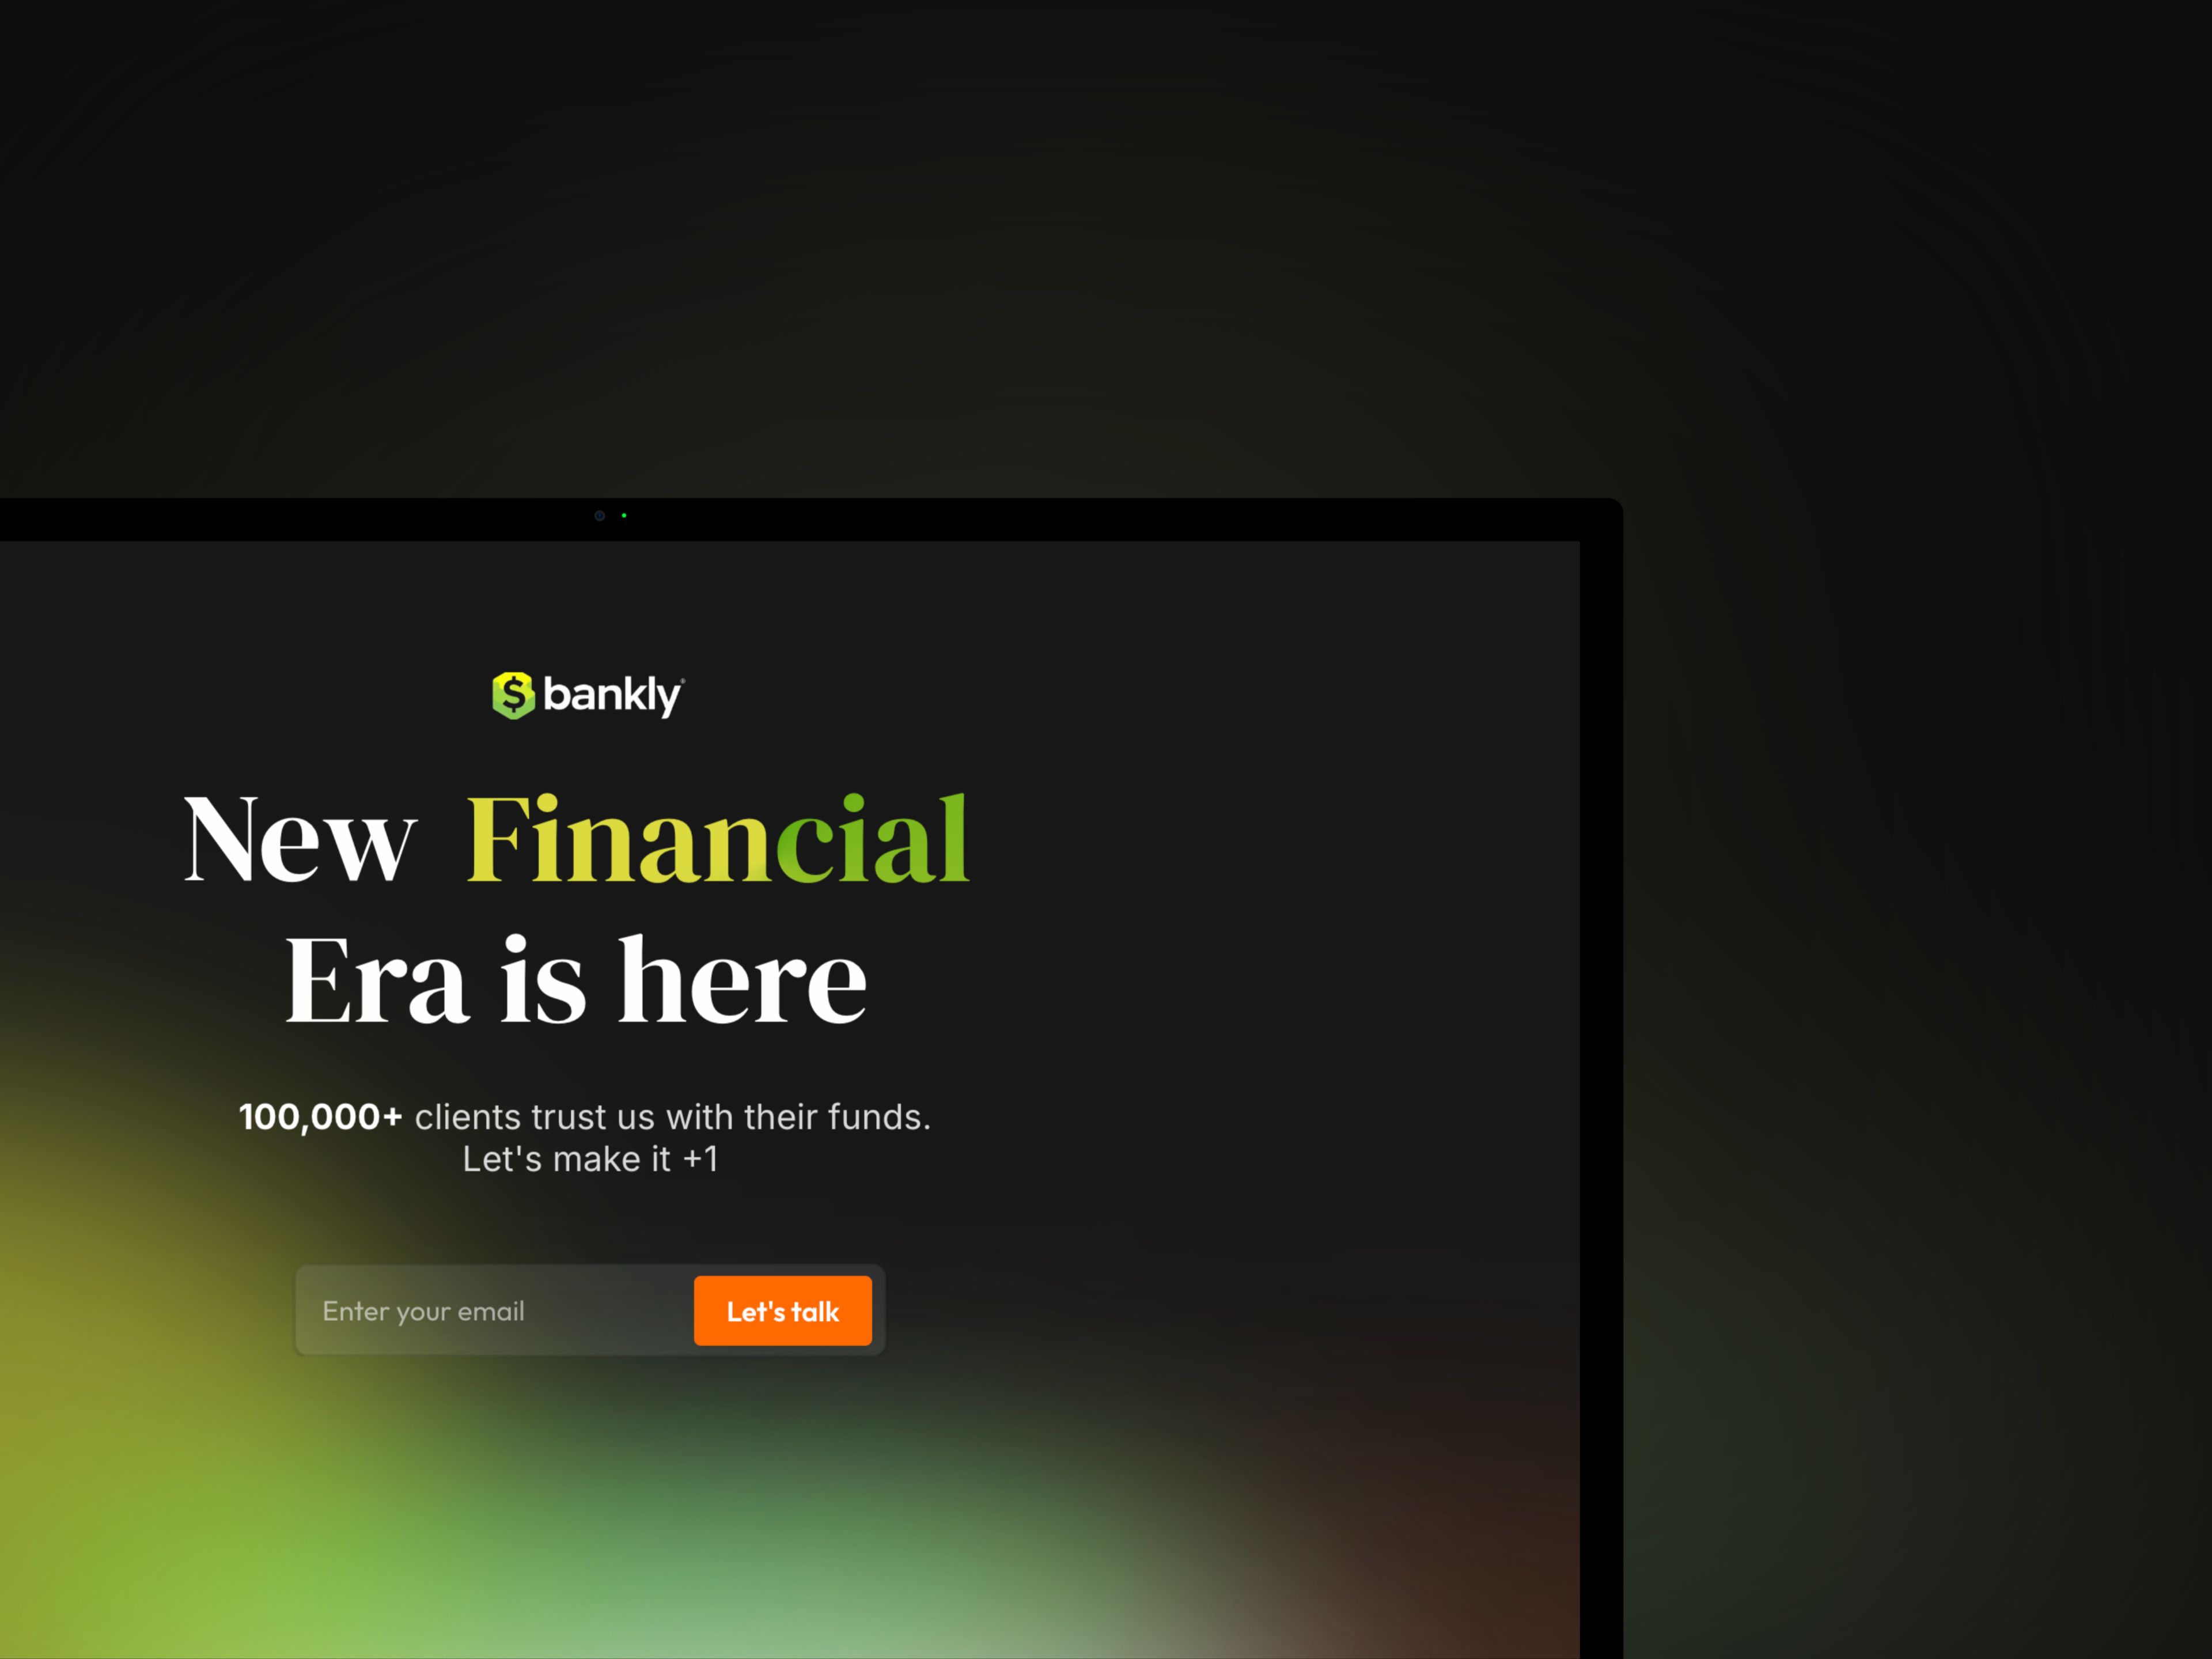 $ bankly®
New Financial
Era is here
100,000+ clients trust us with their funds.
Let's make it +1
Enter your email
Let's talk